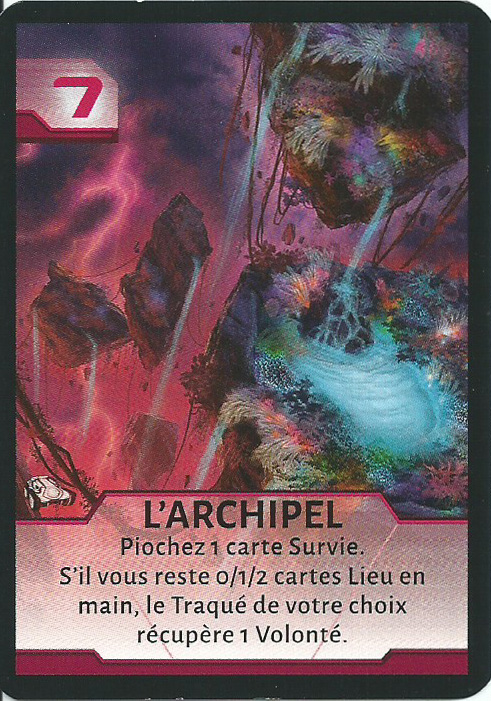 7
L'ARCHIPEL
Piochez 1 carte Survie.
S'il vous reste 0/1/2 cartes Lieu en
main, le Traqué de votre choix
récupère 1 Volonté.